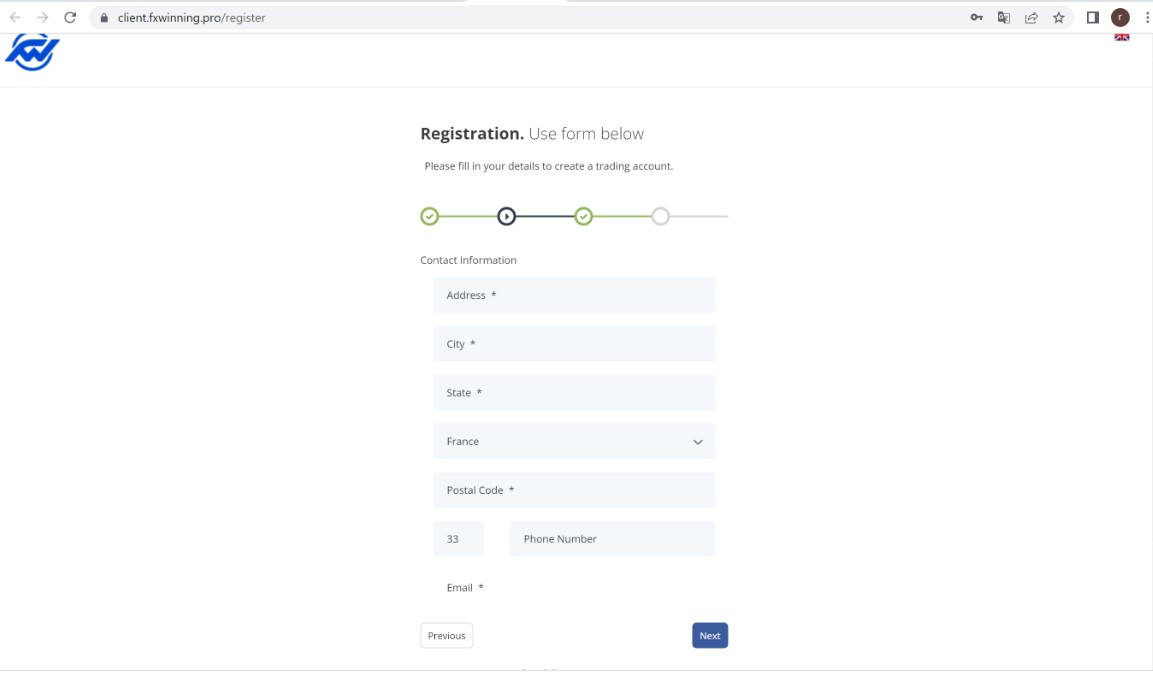 client.fxwinning.pro/register
r
Registration. Use form below
Please fill in your details to create a trading account.
Contact Information
Address *
City *
State *
France
Postal Code *
33 Phone Number
Email *
Previous Next